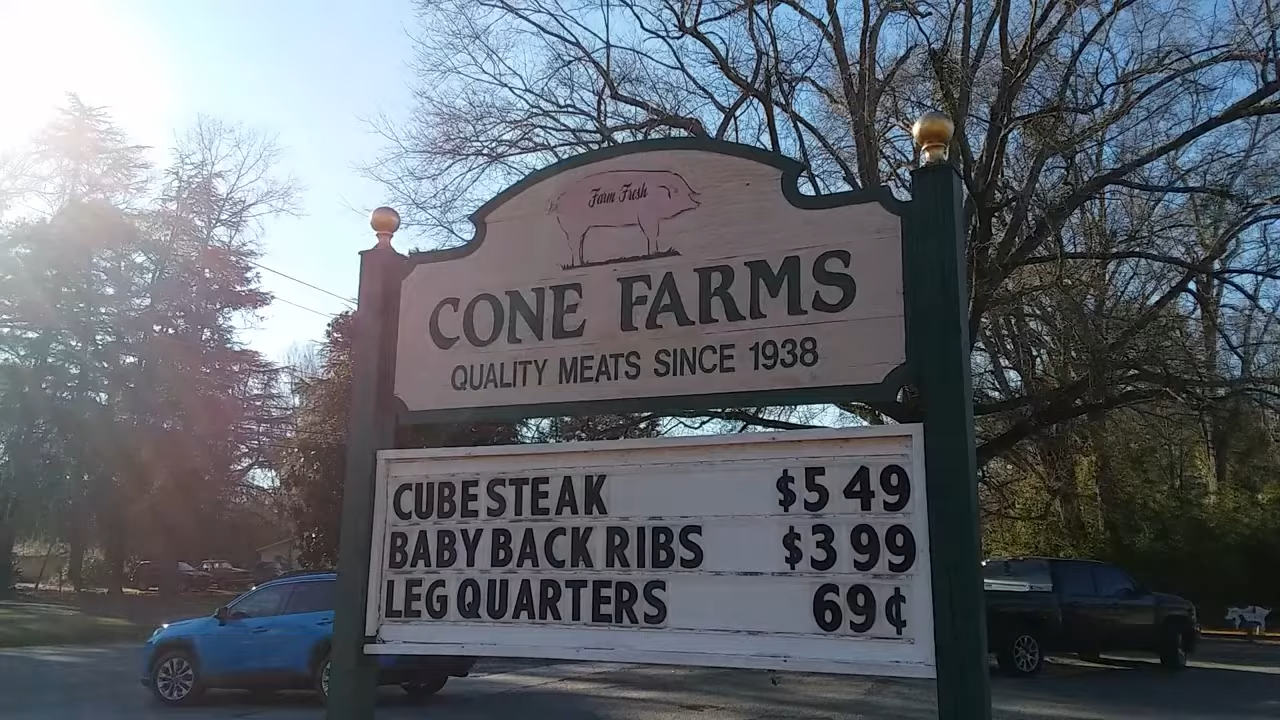 Farm Fresh
CONE FARMS
QUALITY MEATS SINCE 1938
CUBE STEAK $5 49
BABY BACK RIBS $3 99
LEG QUARTERS 69¢